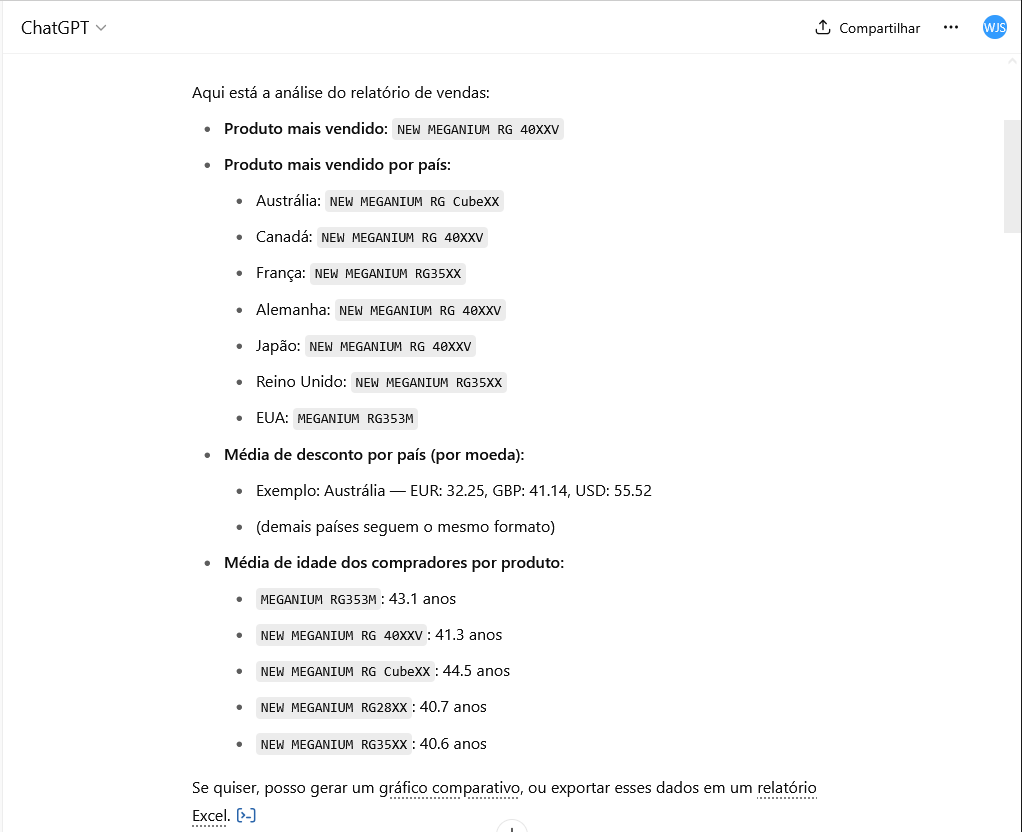 ChatGPT
Compartilhar
WJS
Aqui está a análise do relatório de vendas:
Produto mais vendido: NEW MEGANIUM RG 40XXV
Produto mais vendido por país:
Austrália: NEW MEGANIUM RG CubeXX
Canadá: NEW MEGANIUM RG 40XXV
França: NEW MEGANIUM RG35XX
Alemanha: NEW MEGANIUM RG 40XXV
Japão: NEW MEGANIUM RG 40XXV
Reino Unido: NEW MEGANIUM RG35XX
EUA: MEGANIUM RG353M
Média de desconto por país (por moeda):
Exemplo: Austrália — EUR: 32.25, GBP: 41.14, USD: 55.52
(demais países seguem o mesmo formato)
Média de idade dos compradores por produto:
MEGANIUM RG353M: 43.1 anos
NEW MEGANIUM RG 40XXV: 41.3 anos
NEW MEGANIUM RG CubeXX: 44.5 anos
NEW MEGANIUM RG28XX: 40.7 anos
NEW MEGANIUM RG35XX: 40.6 anos
Se quiser, posso gerar um gráfico comparativo, ou exportar esses dados em um relatório
Excel.